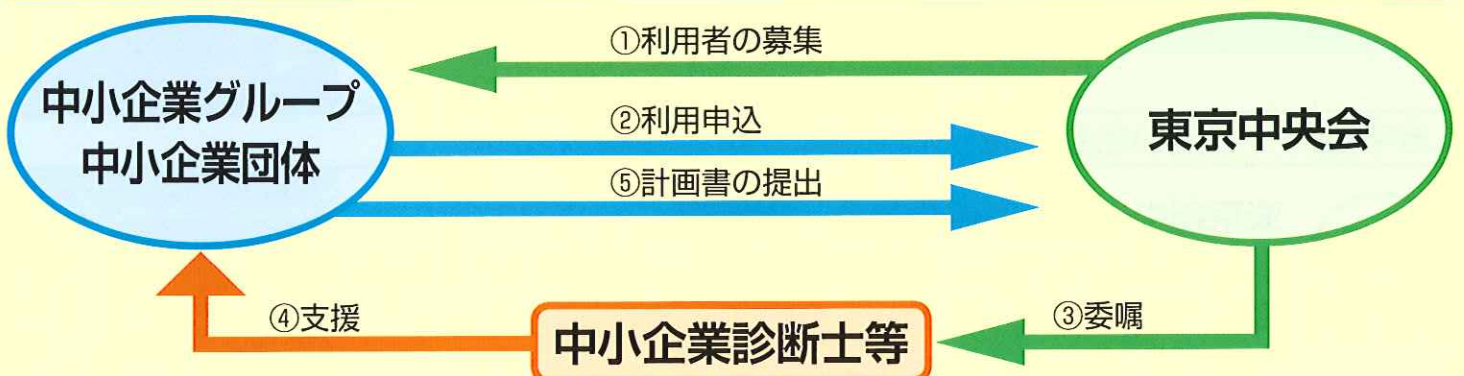 ①利用者の募集
中小企業グループ
中小企業団体
②利用申込
東京中央会
⑤計画書の提出
④支援
③委嘱
中小企業診断士等